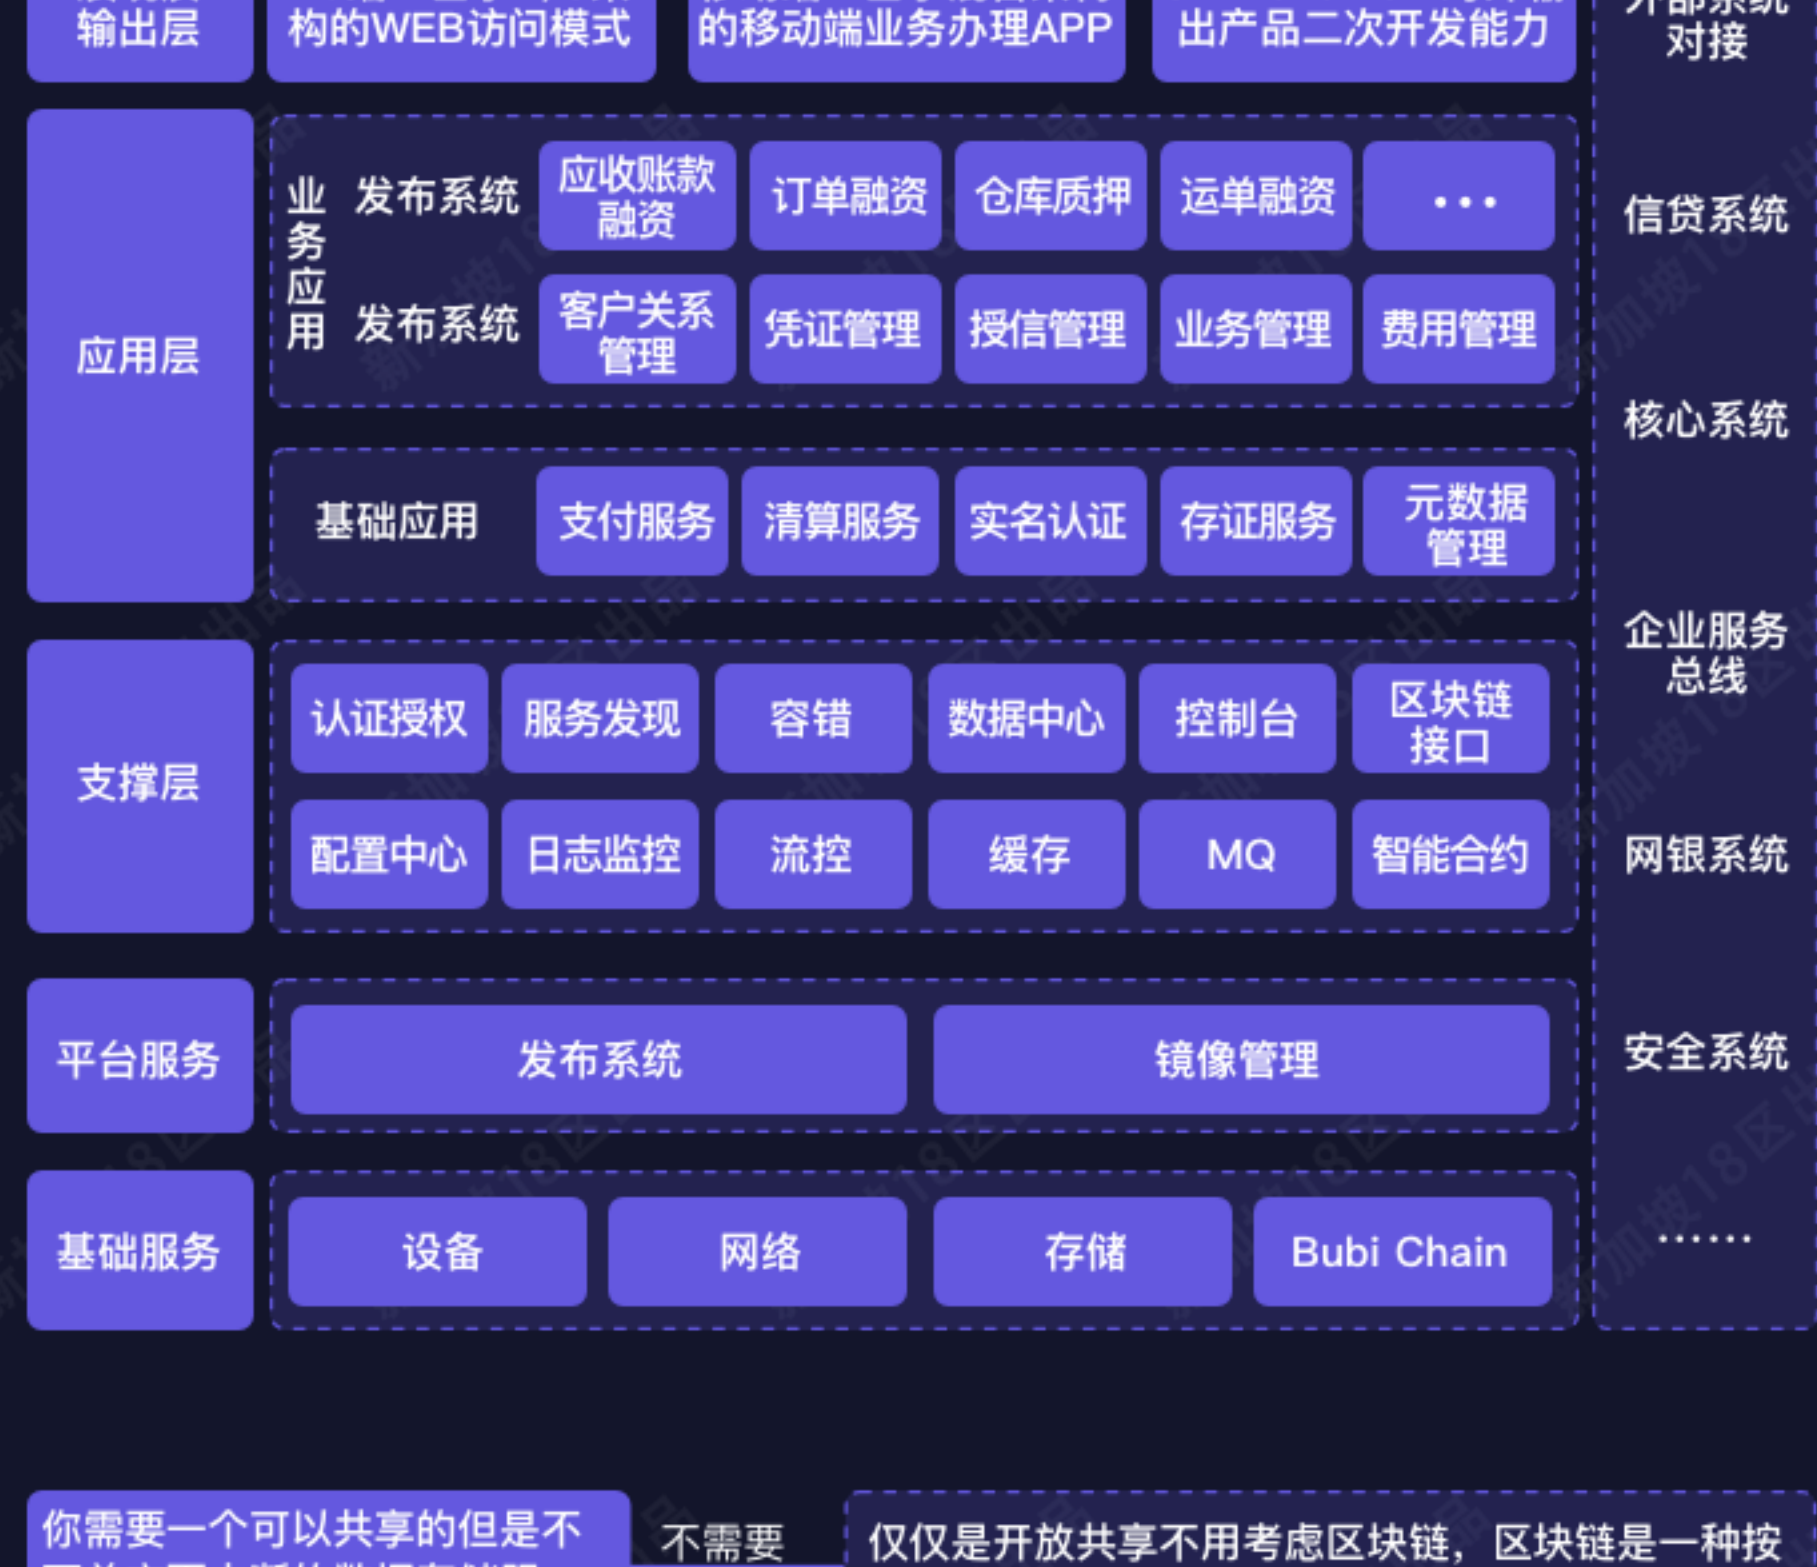 输出层
构的WEB访问模式
的移动端业务办理APP
出产品二次开发能力
外部系统
对接
应用层
业务应用
发布系统
应收账款
融资
订单融资
仓库质押
运单融资
...
发布系统
客户关系
管理
凭证管理
授信管理
业务管理
费用管理
基础应用
支付服务
清算服务
实名认证
存证服务
元数据
管理
支撑层
认证授权
服务发现
容错
数据中心
控制台
区块链
接口
配置中心
日志监控
流控
缓存
MQ
智能合约
平台服务
发布系统
镜像管理
基础服务
设备
网络
存储
Bubi Chain
信贷系统
核心系统
企业服务
总线
网银系统
安全系统
......
你需要一个可以共享的但是不
不需要
仅仅是开放共享不用考虑区块链，区块链是一种按
新加坡18区出品